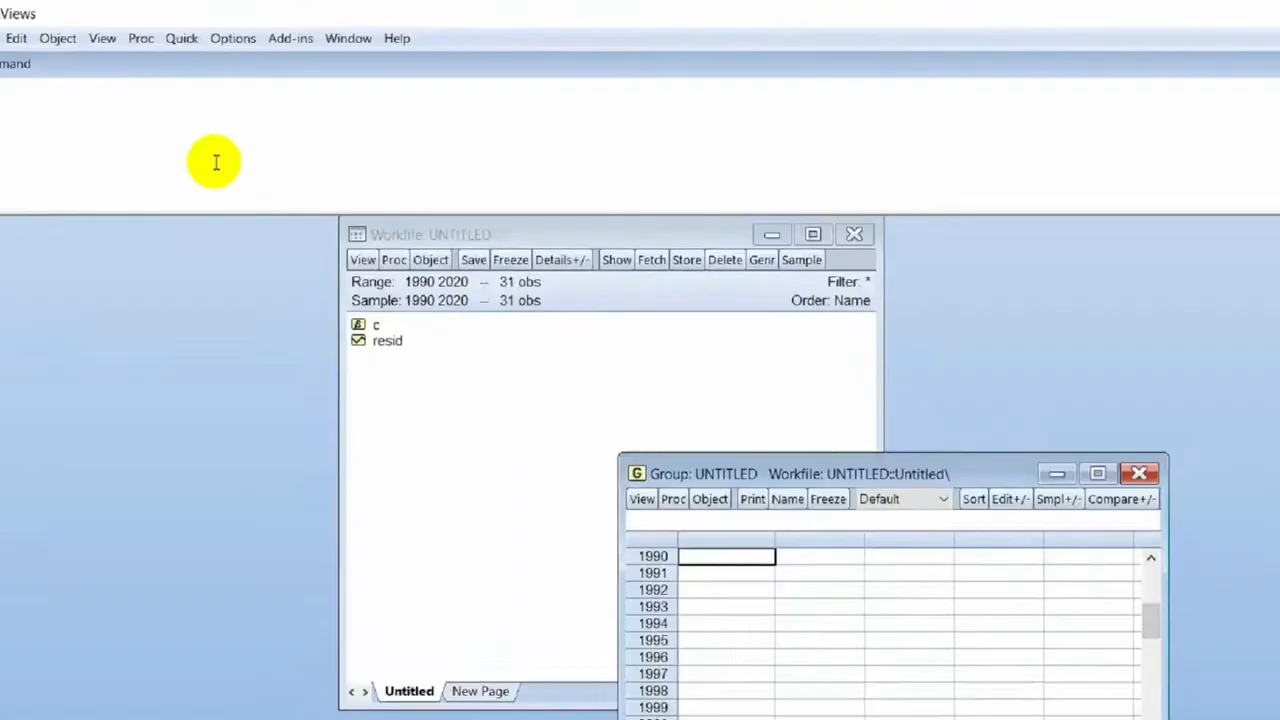 Views
Edit Object View Proc Quick Options Add-ins Window Help
mand
Workfile: UNTITLED
View Proc Object Save Freeze Details+/- Show Fetch Store Delete Genr Sample
Range: 1990 2020 -- 31 obs Filter: *
Sample: 1990 2020 -- 31 obs Order: Name
c
resid
G Group: UNTITLED Workfile: UNTITLED::Untitled\
View Proc Object Print Name Freeze Default Sort Edit+/- Smpl+/- Compare+/-
1990
1991
1992
1993
1994
1995
1996
1997
1998
1999
Untitled New Page